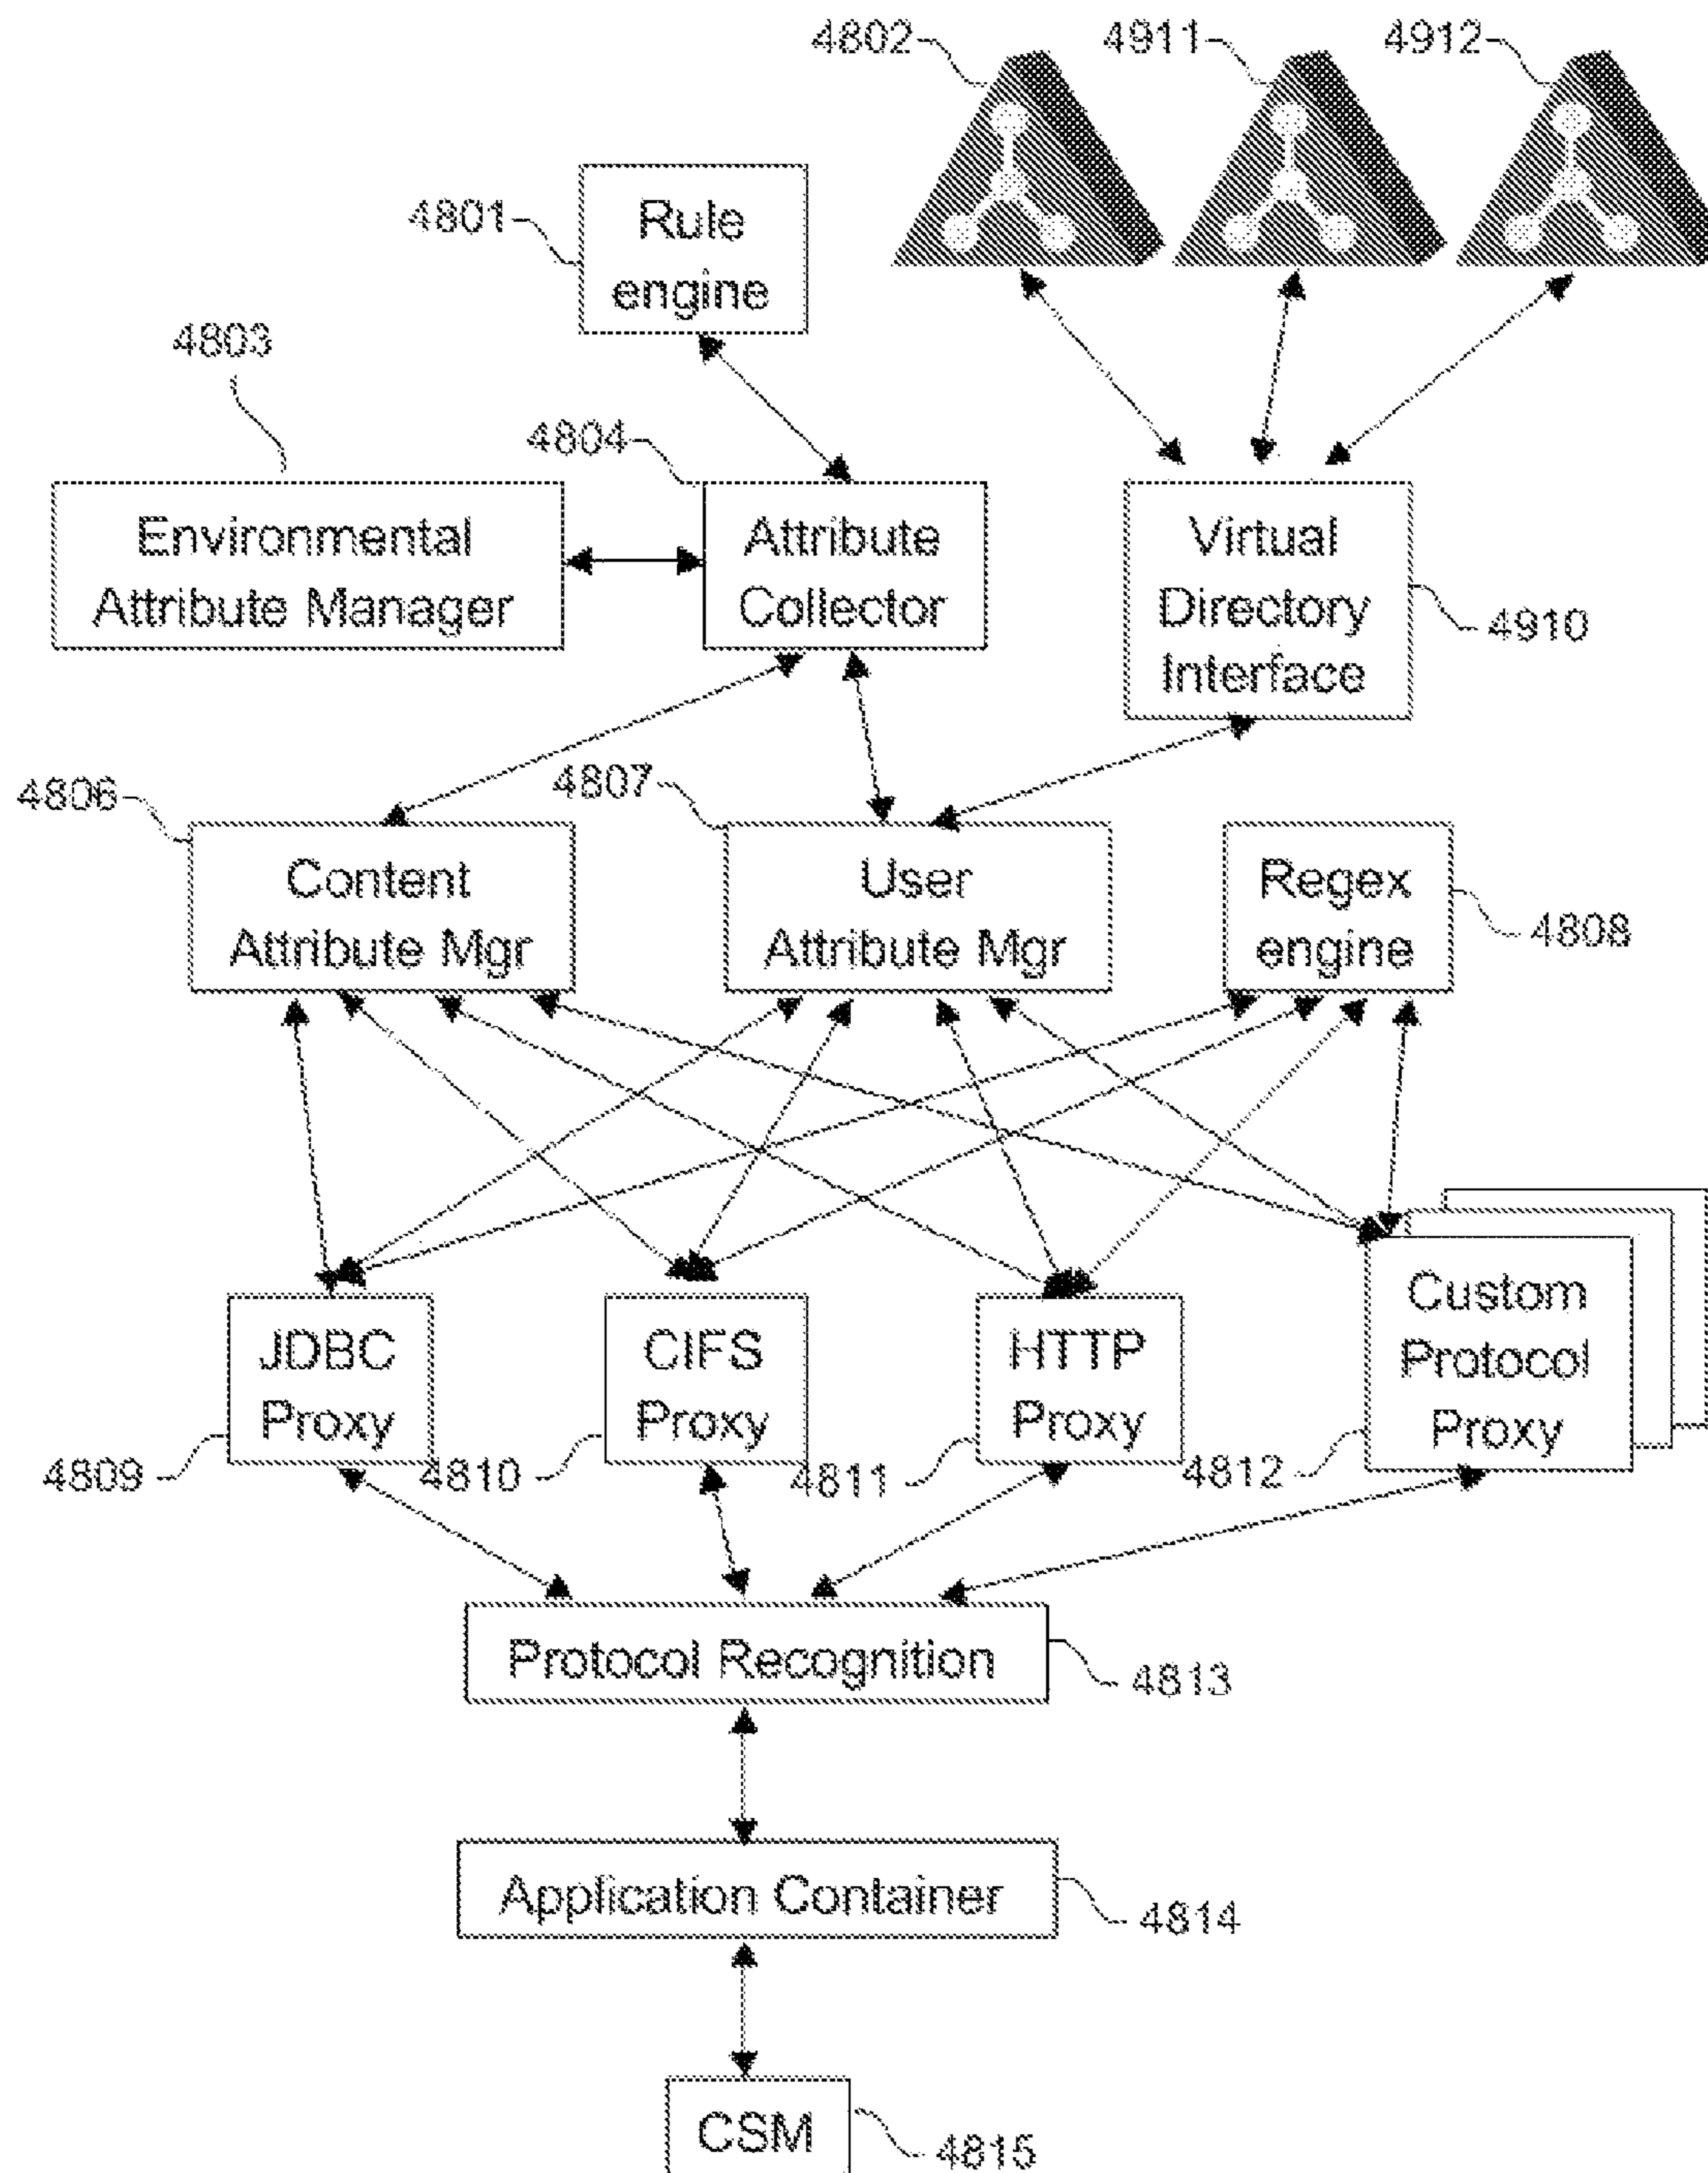 4802
4911
4912
4801
Rule
engine
4803
4804
Environmental
Attribute Manager
Attribute
Collector
Virtual
Directory
Interface
4910
4806
4807
Content
Attribute Mgr
User
Attribute Mgr
Regex
engine
4808
JDBC
Proxy
CIFS
Proxy
HTTP
Proxy
Custom
Protocol
Proxy
4809
4810
4811
4812
Protocol Recognition
4813
Application Container
4814
CSM
4815